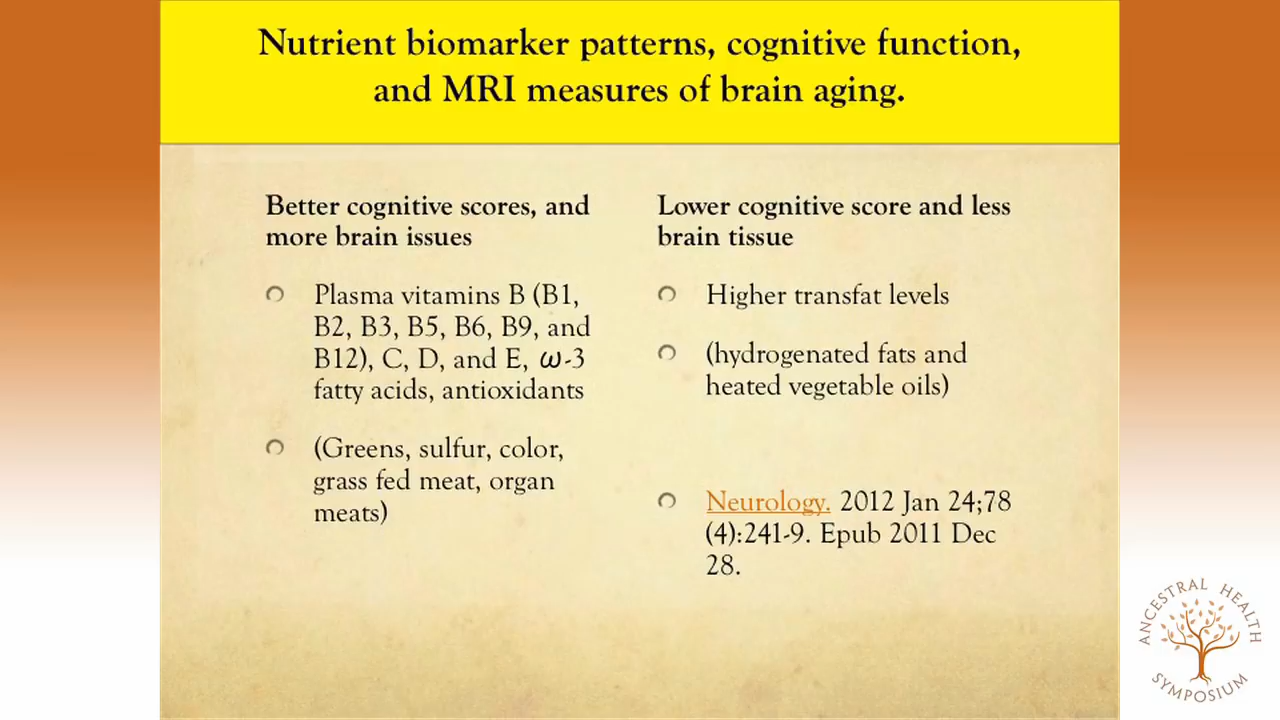 Nutrient biomarker patterns, cognitive function,
and MRI measures of brain aging.
Better cognitive scores, and
more brain issues
Plasma vitamins B (B1,
B2, B3, B5, B6, B9, and
B12), C, D, and E, ω-3
fatty acids, antioxidants
(Greens, sulfur, color,
grass fed meat, organ
meats)
Lower cognitive score and less
brain tissue
Higher transfat levels
(hydrogenated fats and
heated vegetable oils)
Neurology. 2012 Jan 24;78
(4):241-9. Epub 2011 Dec
28.
ANCESTRAL HEALTH
SYMPOSIUM